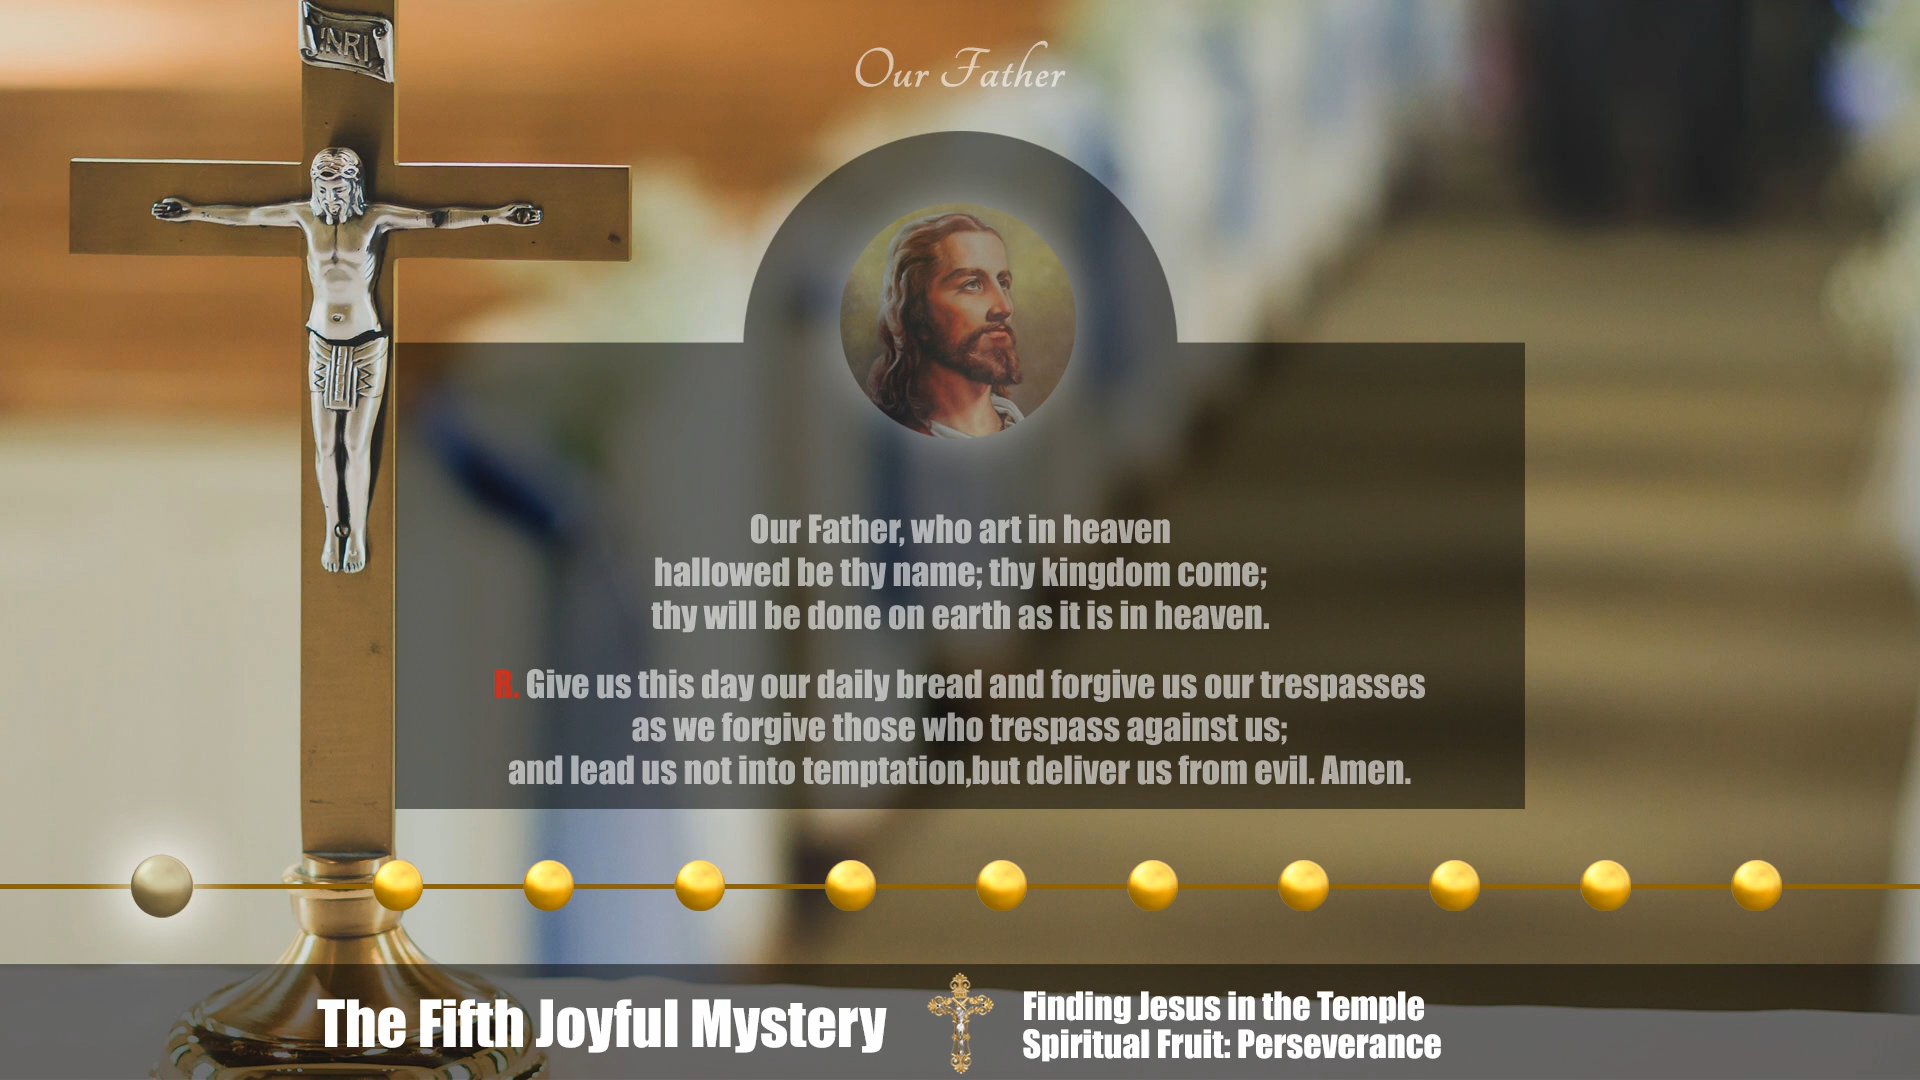 INRI
Our Father
Our Father, who art in heaven
hallowed be thy name; thy kingdom come;
thy will be done on earth as it is in heaven.
R. Give us this day our daily bread and forgive us our trespasses
as we forgive those who trespass against us;
and lead us not into temptation,but deliver us from evil. Amen.
The Fifth Joyful Mystery
Finding Jesus in the Temple
Spiritual Fruit: Perseverance